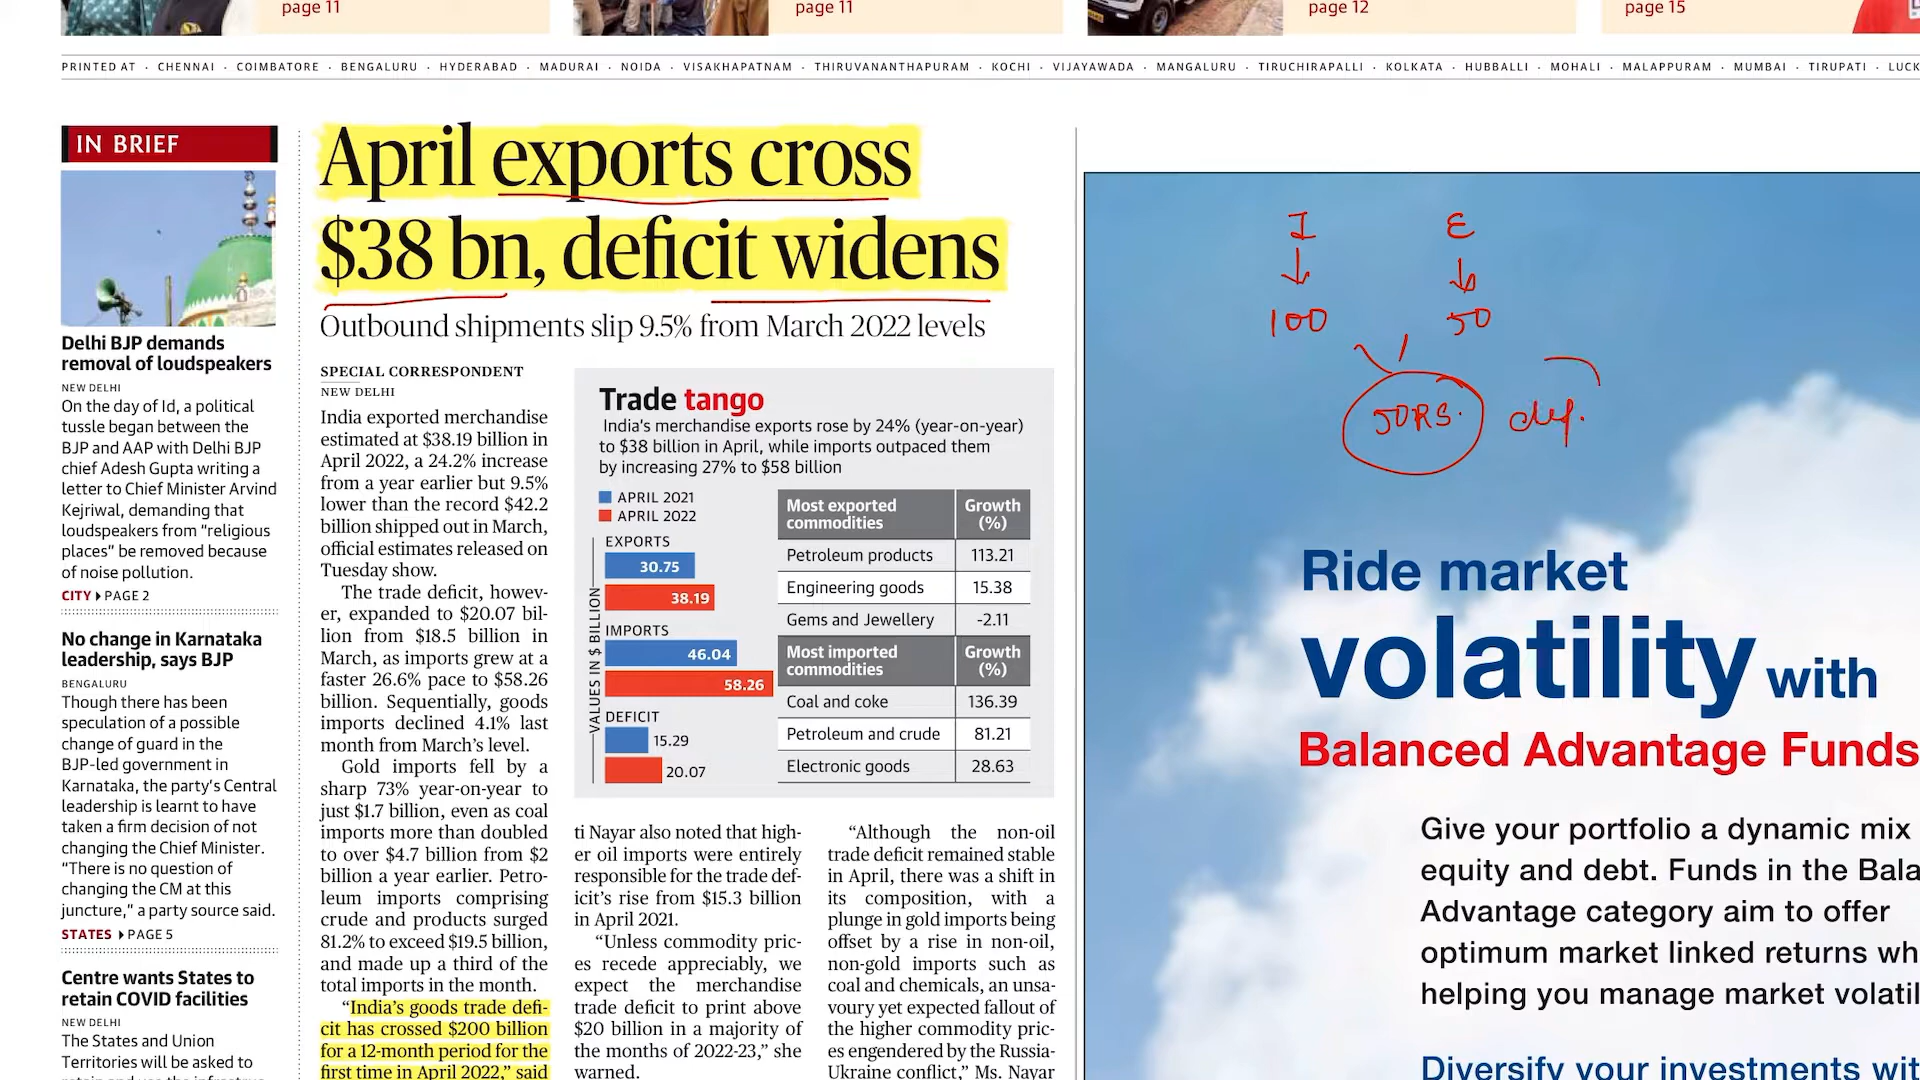 page 11
page 11
page 12
page 15
PRINTED AT · CHENNAI · COIMBATORE · BENGALURU · HYDERABAD · MADURAI · NOIDA · VISAKHAPATNAM · THIRUVANANTHAPURAM · KOCHI · VIJAYAWADA · MANGALURU · TIRUCHIRAPALLI · KOLKATA · HUBBALLI · MOHALI · MALAPPURAM · MUMBAI · TIRUPATI · LUCK
IN BRIEF
Delhi BJP demands
removal of loudspeakers
NEW DELHI
On the day of Id, a political
tussle began between the
BJP and AAP with Delhi BJP
chief Adesh Gupta writing a
letter to Chief Minister Arvind
Kejriwal, demanding that
loudspeakers from “religious
places” be removed because
of noise pollution.
CITY PAGE 2
No change in Karnataka
leadership, says BJP
BENGALURU
Though there has been
speculation of a possible
change of guard in the
BJP-led government in
Karnataka, the party’s Central
leadership is learnt to have
taken a firm decision of not
changing the Chief Minister.
“There is no question of
changing the CM at this
juncture,” a party source said.
STATES PAGE 5
Centre wants States to
retain COVID facilities
NEW DELHI
The States and Union
Territories will be asked to
April exports cross
$38 bn, deficit widens
Outbound shipments slip 9.5% from March 2022 levels
SPECIAL CORRESPONDENT
NEW DELHI
India exported merchandise
estimated at $38.19 billion in
April 2022, a 24.2% increase
from a year earlier but 9.5%
lower than the record $42.2
billion shipped out in March,
official estimates released on
Tuesday show.
The trade deficit, howev-
er, expanded to $20.07 bil-
lion from $18.5 billion in
March, as imports grew at a
faster 26.6% pace to $58.26
billion. Sequentially, goods
imports declined 4.1% last
month from March’s level.
Gold imports fell by a
sharp 73% year-on-year to
just $1.7 billion, even as coal
imports more than doubled
to over $4.7 billion from $2
billion a year earlier. Petro-
leum imports comprising
crude and products surged
81.2% to exceed $19.5 billion,
and made up a third of the
total imports in the month.
“India’s goods trade defi-
cit has crossed $200 billion
for a 12-month period for the
first time in April 2022,” said
Trade tango
India’s merchandise exports rose by 24% (year-on-year)
to $38 billion in April, while imports outpaced them
by increasing 27% to $58 billion
APRIL 2021
APRIL 2022
VALUES IN $ BILLION
EXPORTS
30.75
38.19
IMPORTS
46.04
58.26
DEFICIT
15.29
20.07
Most exported commodities Growth (%)
Petroleum products 113.21
Engineering goods 15.38
Gems and Jewellery -2.11
Most imported commodities Growth (%)
Coal and coke 136.39
Petroleum and crude 81.21
Electronic goods 28.63
ti Nayar also noted that high-
er oil imports were entirely
responsible for the trade def-
icit’s rise from $15.3 billion
in April 2021.
“Unless commodity pric-
es recede appreciably, we
expect the merchandise
trade deficit to print above
$20 billion in a majority of
the months of 2022-23,” she
warned.
“Although the non-oil
trade deficit remained stable
in April, there was a shift in
its composition, with a
plunge in gold imports being
offset by a rise in non-oil,
non-gold imports such as
coal and chemicals, an unsa-
voury yet expected fallout of
the higher commodity pric-
es engendered by the Russia-
Ukraine conflict,” Ms. Nayar
I E
100 50
50RS. def.
Ride market
volatility with
Balanced Advantage Funds
Give your portfolio a dynamic mix
equity and debt. Funds in the Bala
Advantage category aim to offer
optimum market linked returns wh
helping you manage market volatil
Diversify your investments wit